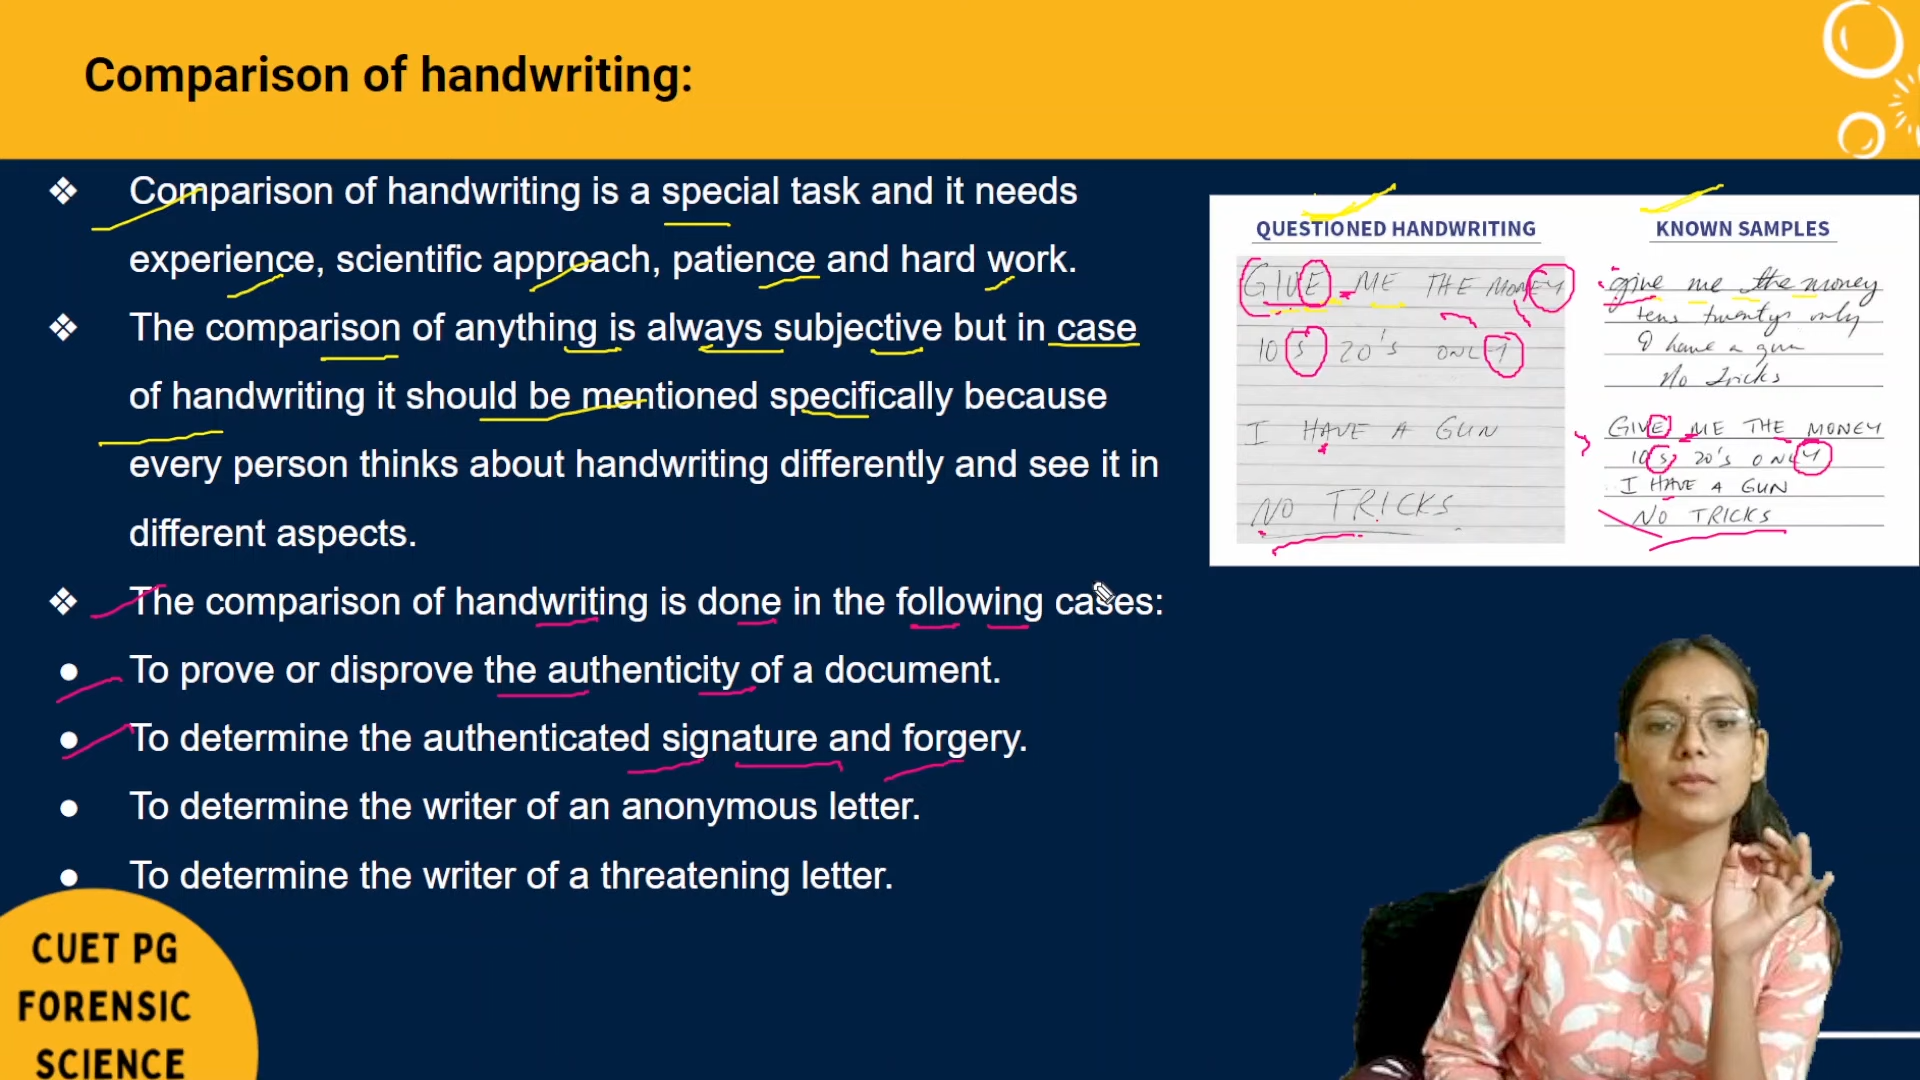 Comparison of handwriting:
❖ Comparison of handwriting is a special task and it needs
experience, scientific approach, patience and hard work.
❖ The comparison of anything is always subjective but in case
of handwriting it should be mentioned specifically because
every person thinks about handwriting differently and see it in
different aspects.
❖ The comparison of handwriting is done in the following cases:
● To prove or disprove the authenticity of a document.
● To determine the authenticated signature and forgery.
● To determine the writer of an anonymous letter.
● To determine the writer of a threatening letter.
QUESTIONED HANDWRITING
GIVE ME THE MONEY
10's 20's ONLY
I HAVE A GUN
NO TRICKS
KNOWN SAMPLES
give me the money
tens twentys only
I have a gun
No Tricks
GIVE ME THE MONEY
10's 20's ONLY
I HAVE A GUN
NO TRICKS
CUET PG
FORENSIC
SCIENCE